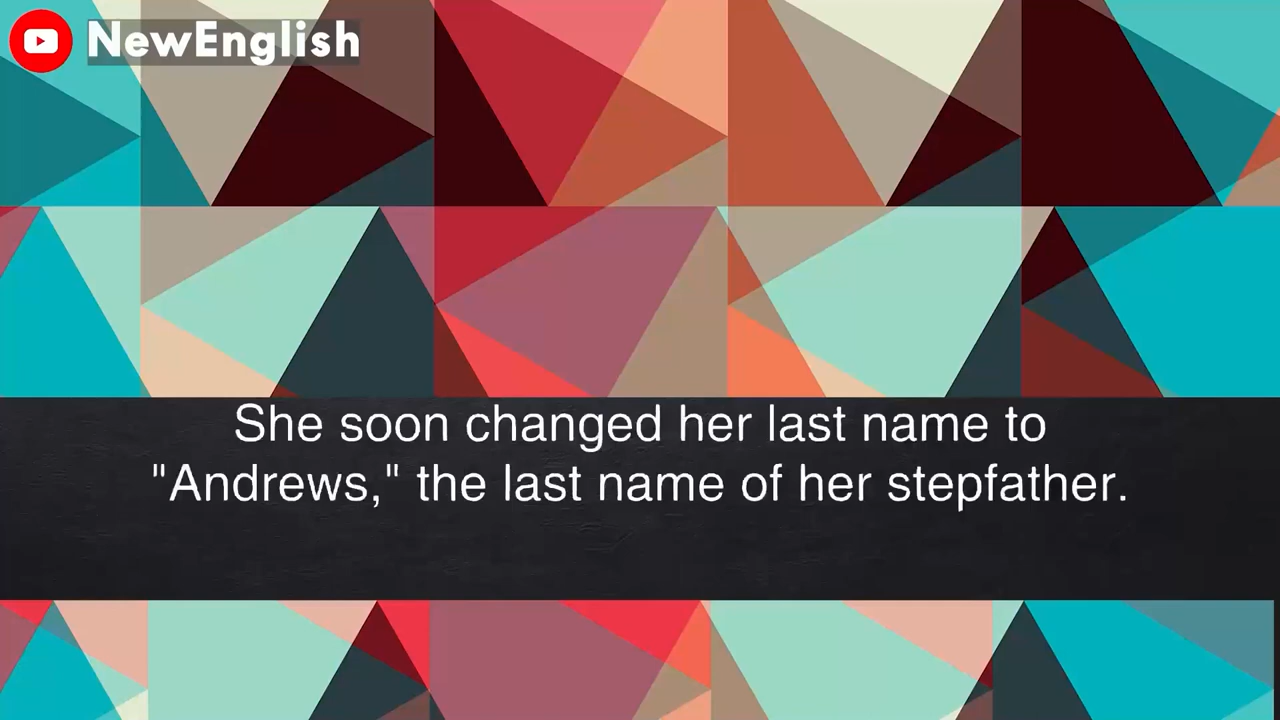 NewEnglish
She soon changed her last name to
"Andrews," the last name of her stepfather.